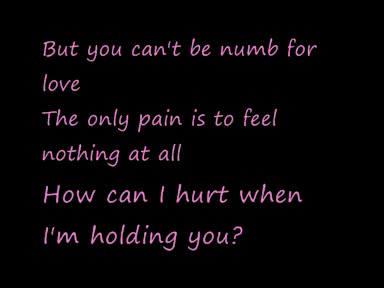 But you can't be numb for
love
The only pain is to feel
nothing at all
How can I hurt when
I'm holding you?